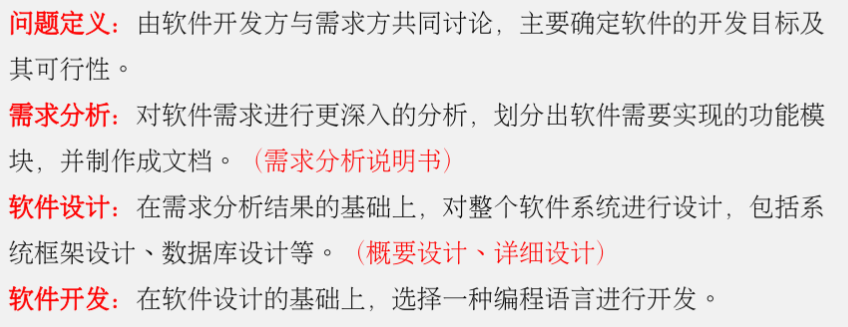 问题定义：由软件开发方与需求方共同讨论，主要确定软件的开发目标及
其可行性。
需求分析：对软件需求进行更深入的分析，划分出软件需要实现的功能模
块，并制作成文档。（需求分析说明书）
软件设计：在需求分析结果的基础上，对整个软件系统进行设计，包括系
统框架设计、数据库设计等。（概要设计、详细设计）
软件开发：在软件设计的基础上，选择一种编程语言进行开发。